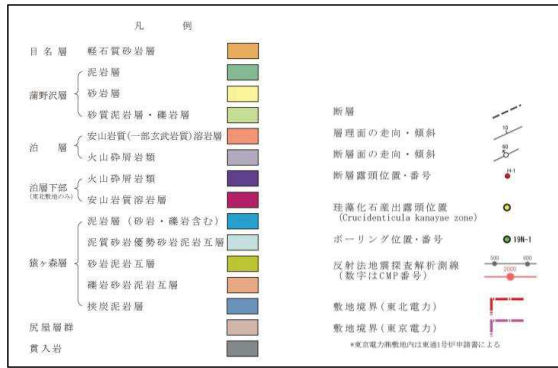 凡　例
目名層　軽石質砂岩層
泥岩層
蒲野沢層　砂岩層
砂質泥岩層・礫岩層
泊　層　安山岩質(一部玄武岩質)溶岩層
火山砕屑岩類
泊層下部　火山砕屑岩類
(東北敷地のみ)　安山岩質溶岩層
泥岩層（砂岩・礫岩含む）
泥質砂岩優勢砂岩泥岩互層
猿ヶ森層　砂岩泥岩互層
礫岩砂岩泥岩互層
挟炭泥岩層
尻屋層群
貫入岩
断層
層理面の走向・傾斜　10
断層面の走向・傾斜　60
断層露頭位置・番号　H-1
珪藻化石産出露頭位置
(Crucidenticula kanayae zone)
ボーリング位置・番号　19N-1
反射法地震探査解析測線
(数字はCMP番号)　2000
敷地境界(東北電力)
敷地境界(東京電力)
*東京電力㈱敷地内は東通1号炉申請書による